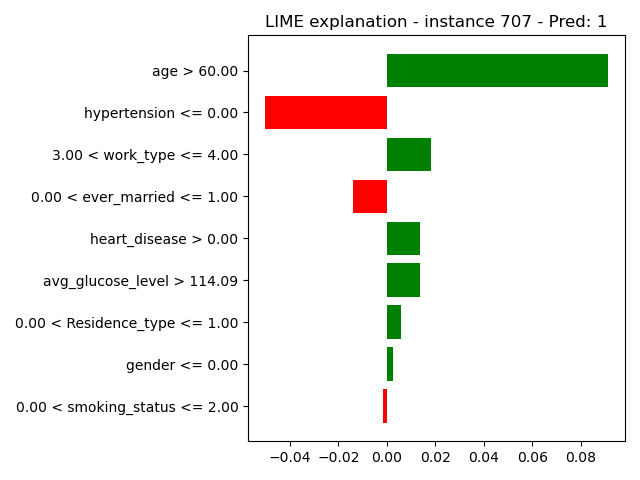 LIME explanation - instance 707 - Pred: 1
age > 60.00
hypertension <= 0.00
3.00 < work_type <= 4.00
0.00 < ever_married <= 1.00
heart_disease > 0.00
avg_glucose_level > 114.09
0.00 < Residence_type <= 1.00
gender <= 0.00
0.00 < smoking_status <= 2.00
−0.04 −0.02 0.00 0.02 0.04 0.06 0.08